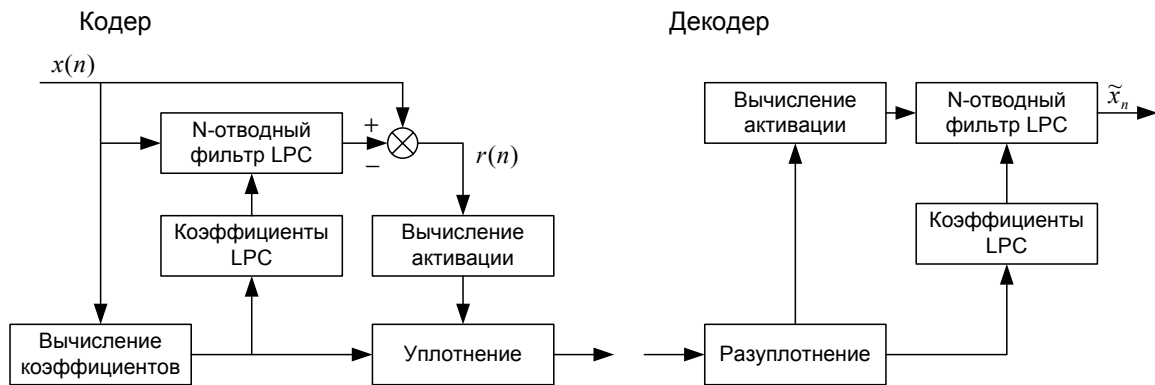 Кодер
x(n)
N-отводный
фильтр LPC
+
−
r(n)
Коэффициенты
LPC
Вычисление
активации
Вычисление
коэффициентов
Уплотнение
Декодер
Вычисление
активации
N-отводный
фильтр LPC
x̃ₙ
Коэффициенты
LPC
Разуплотнение